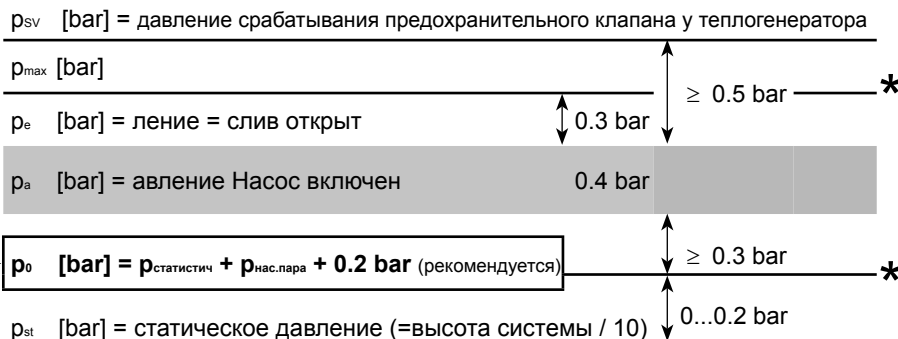 pSV [bar] = давление срабатывания предохранительного клапана у теплогенератора
pmax [bar]
≥ 0.5 bar *
pe [bar] = ление = слив открыт 0.3 bar
pa [bar] = авление Насос включен 0.4 bar
p0 [bar] = pстатистич + pнас.пара + 0.2 bar (рекомендуется) ≥ 0.3 bar *
pst [bar] = статическое давление (=высота системы / 10) 0...0.2 bar